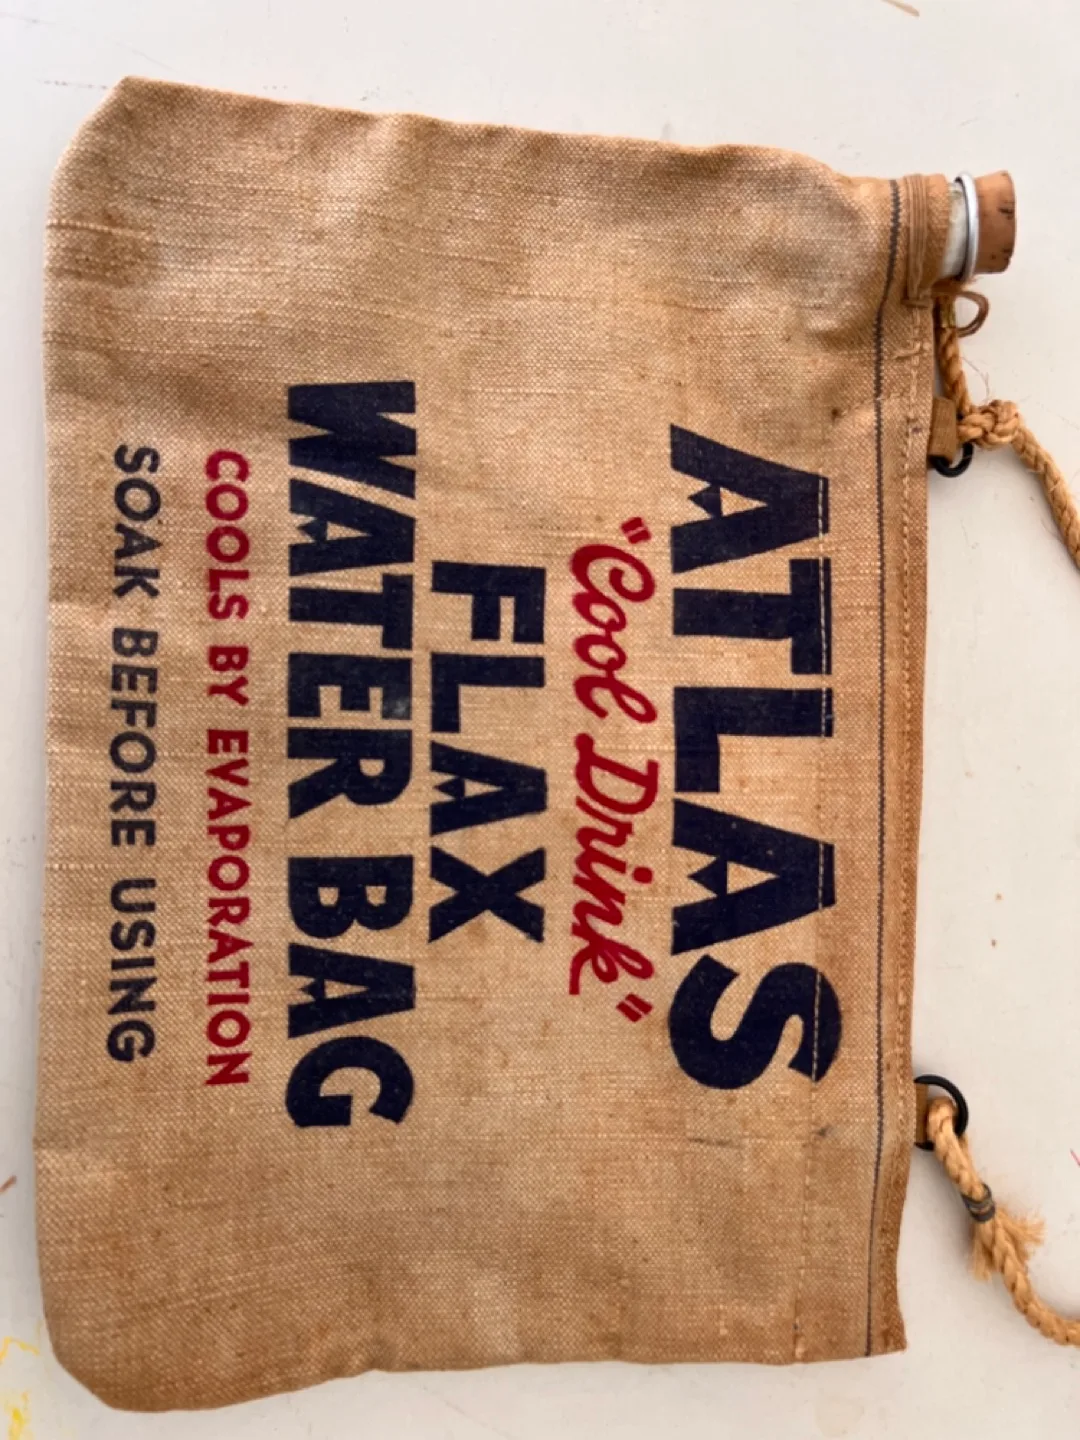 ATLAS
"Cool Drink"
FLAX
WATER BAG
COOLS BY EVAPORATION
SOAK BEFORE USING